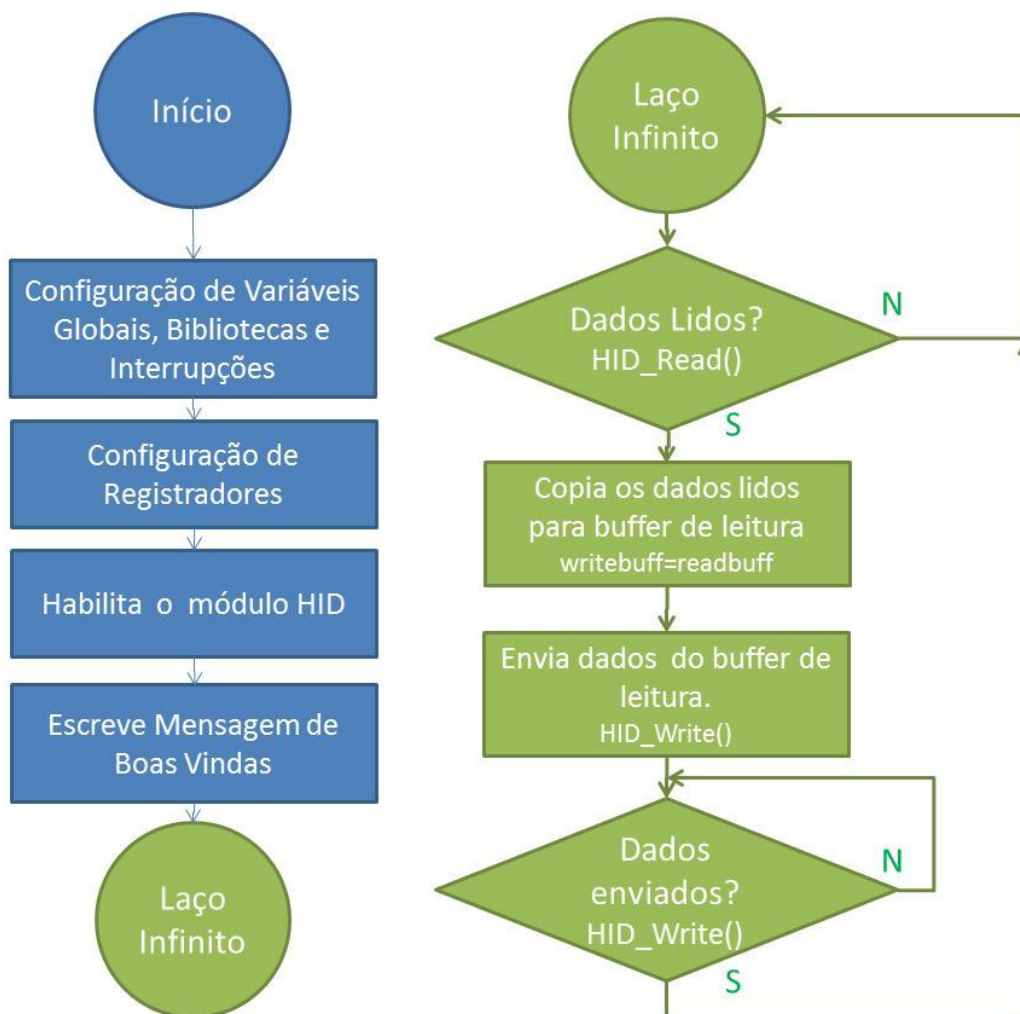 Início
Configuração de Variáveis
Globais, Bibliotecas e
Interrupções
Configuração de
Registradores
Habilita o módulo HID
Escreve Mensagem de
Boas Vindas
Laço
Infinito
Laço
Infinito
Dados Lidos?
HID_Read()
N
S
Copia os dados lidos
para buffer de leitura
writebuff=readbuff
Envia dados do buffer de
leitura.
HID_Write()
Dados
enviados?
HID_Write()
N
S